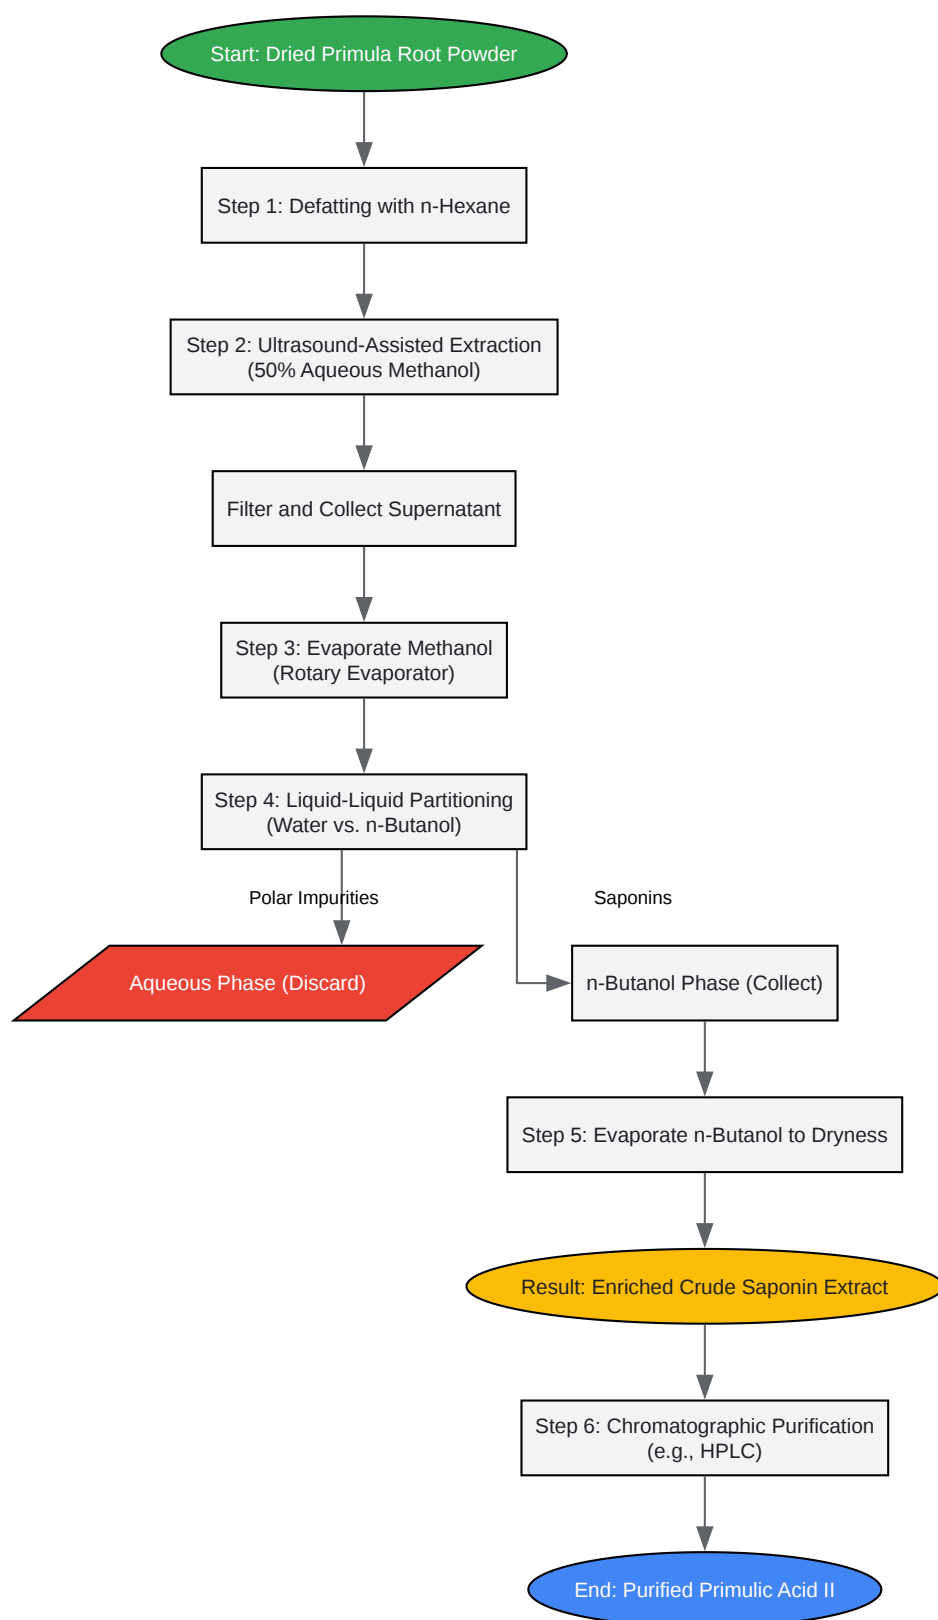 Start: Dried Primula Root Powder
Step 1: Defatting with n-Hexane
Step 2: Ultrasound-Assisted Extraction
(50% Aqueous Methanol)
Filter and Collect Supernatant
Step 3: Evaporate Methanol
(Rotary Evaporator)
Step 4: Liquid-Liquid Partitioning
(Water vs. n-Butanol)
Polar Impurities
Saponins
Aqueous Phase (Discard)
n-Butanol Phase (Collect)
Step 5: Evaporate n-Butanol to Dryness
Result: Enriched Crude Saponin Extract
Step 6: Chromatographic Purification
(e.g., HPLC)
End: Purified Primulic Acid II